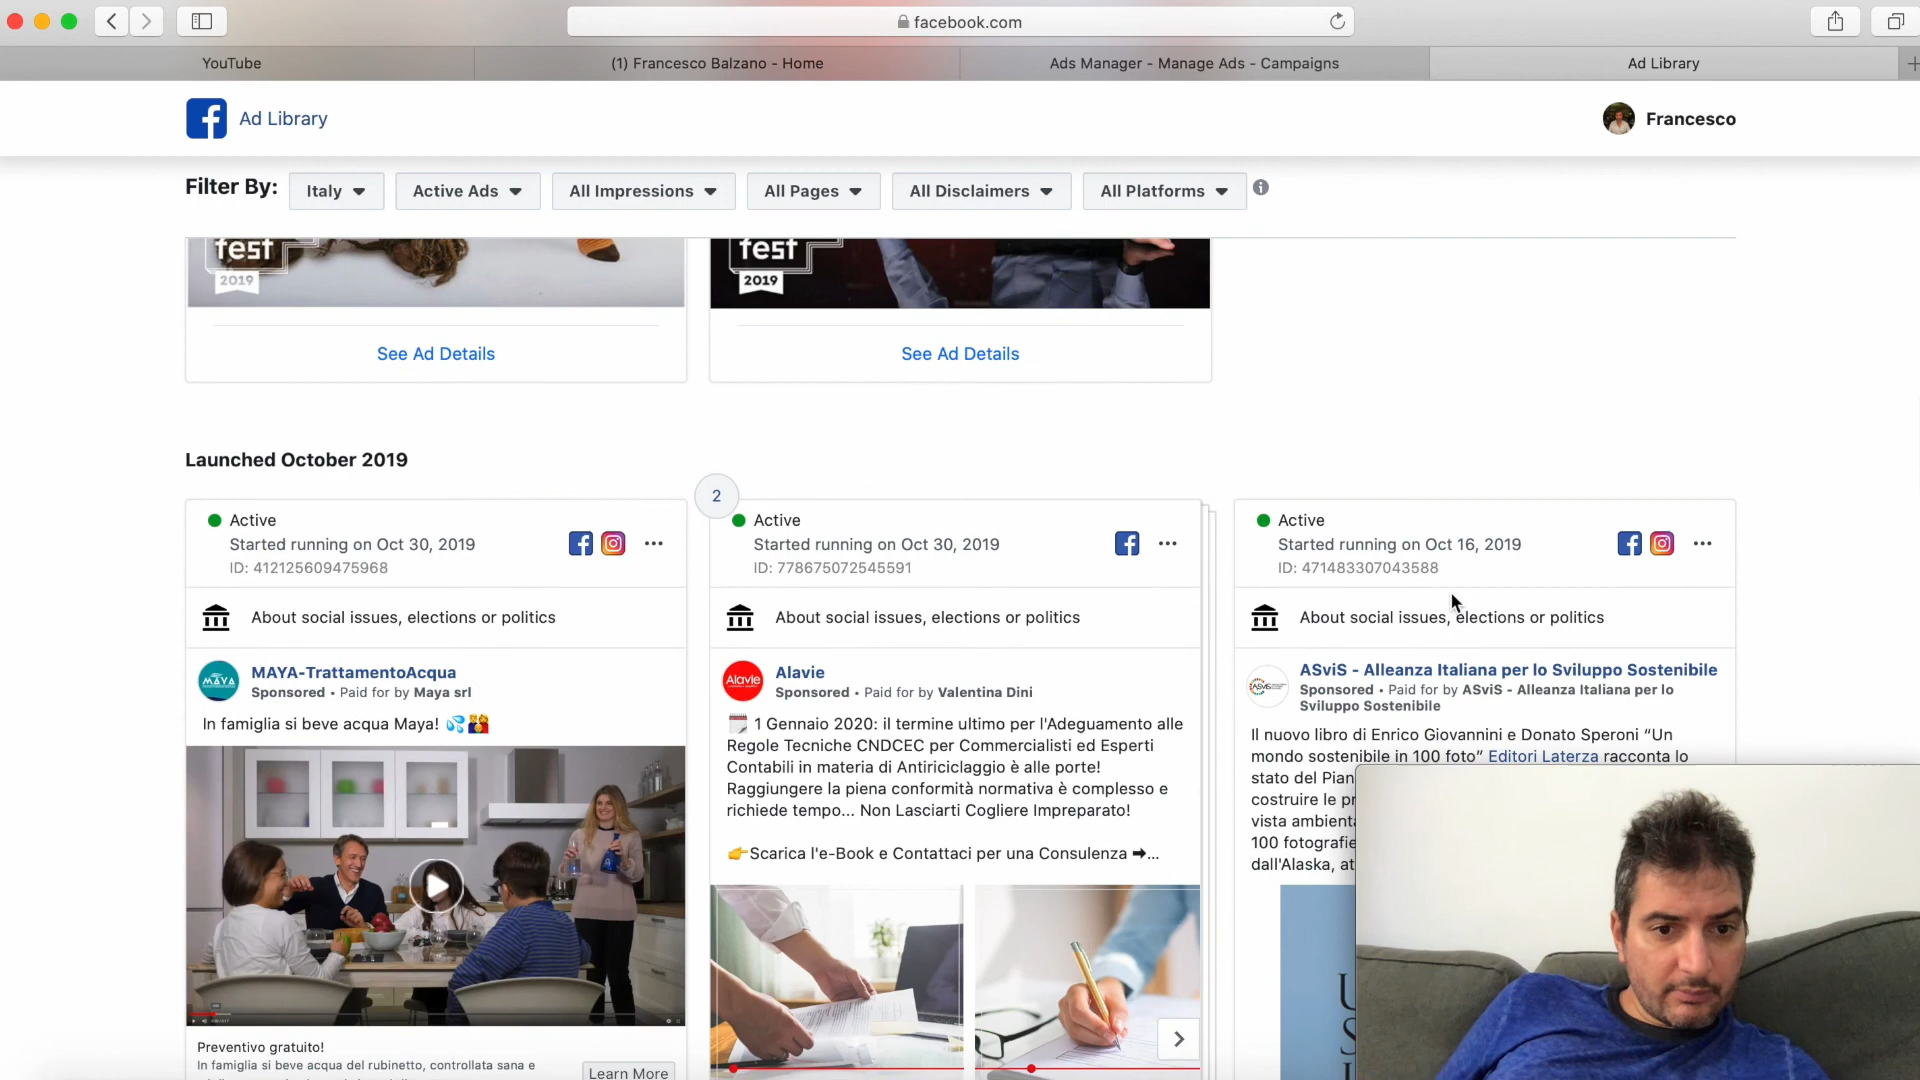 facebook.com
YouTube
(1) Francesco Balzano - Home
Ads Manager - Manage Ads - Campaigns
Ad Library
Ad Library
Francesco
Filter By:
Italy
Active Ads
All Impressions
All Pages
All Disclaimers
All Platforms
fest
2019
See Ad Details
fest
2019
See Ad Details
Launched October 2019
Active
Started running on Oct 30, 2019
ID: 412125609475968
About social issues, elections or politics
MAYA
MAYA-TrattamentoAcqua
Sponsored • Paid for by Maya srl
In famiglia si beve acqua Maya! 💦👨‍👩‍👧
Preventivo gratuito!
In famiglia si beve acqua del rubinetto, controllata sana e
Learn More
2
Active
Started running on Oct 30, 2019
ID: 778675072545591
About social issues, elections or politics
Alavie
Alavie
Sponsored • Paid for by Valentina Dini
🗓️ 1 Gennaio 2020: il termine ultimo per l'Adeguamento alle
Regole Tecniche CNDCEC per Commercialisti ed Esperti
Contabili in materia di Antiriciclaggio è alle porte!
Raggiungere la piena conformità normativa è complesso e
richiede tempo... Non Lasciarti Cogliere Impreparato!
👉Scarica l'e-Book e Contattaci per una Consulenza ➡...
Active
Started running on Oct 16, 2019
ID: 471483307043588
About social issues, elections or politics
ASviS
ASviS - Alleanza Italiana per lo Sviluppo Sostenibile
Sponsored • Paid for by ASviS - Alleanza Italiana per lo
Sviluppo Sostenibile
Il nuovo libro di Enrico Giovannini e Donato Speroni “Un
mondo sostenibile in 100 foto” Editori Laterza racconta lo
stato del Pian
costruire le pr
vista ambienta
100 fotografie
dall'Alaska, at
U
S